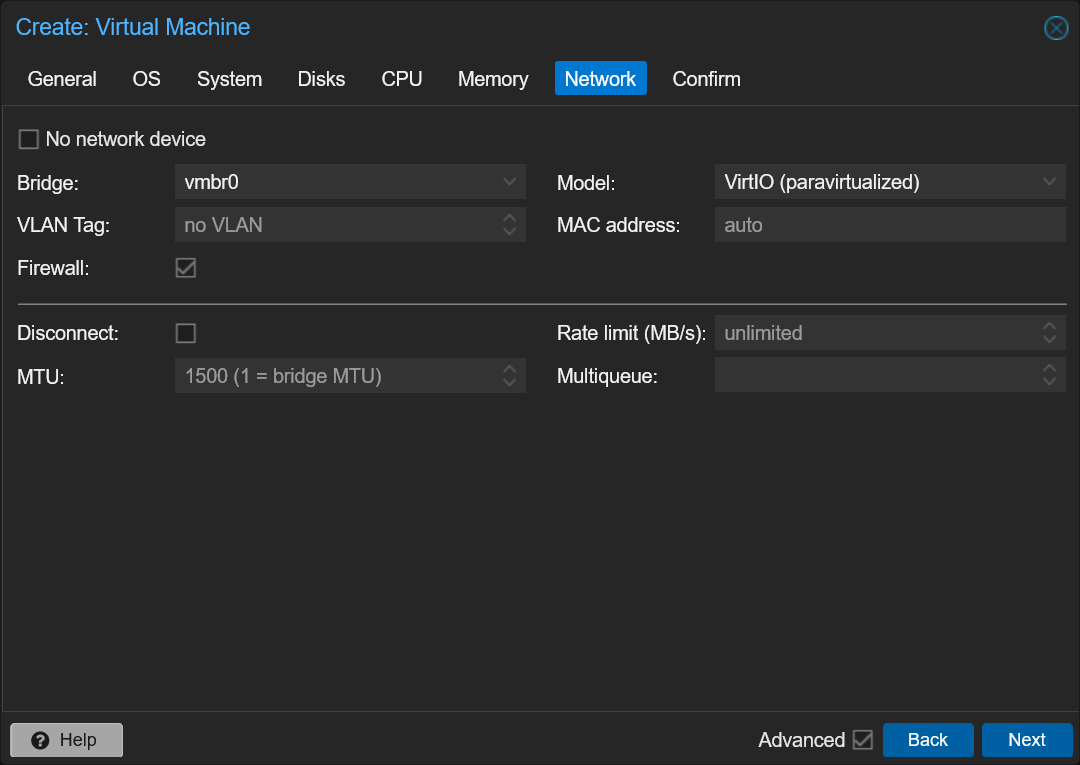 Create: Virtual Machine
General OS System Disks CPU Memory Network Confirm
No network device
Bridge: vmbr0 Model: VirtIO (paravirtualized)
VLAN Tag: no VLAN MAC address: auto
Firewall:
Disconnect: Rate limit (MB/s): unlimited
MTU: 1500 (1 = bridge MTU) Multiqueue:
? Help Advanced Back Next